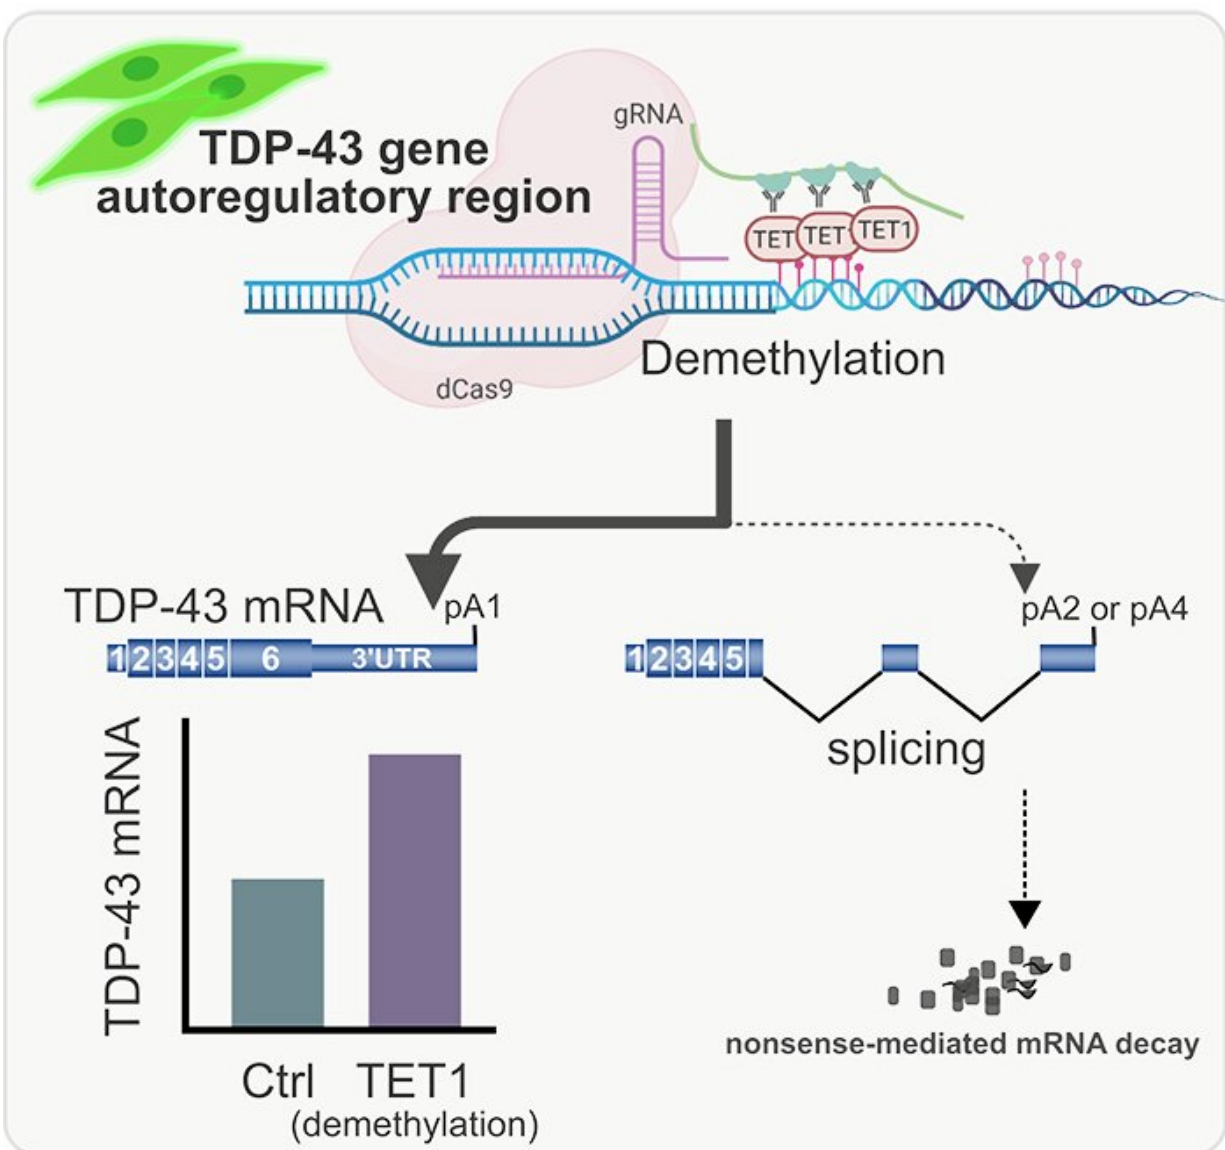 gRNA
TDP-43 gene
autoregulatory region
TET TET TET1
dCas9
Demethylation
TDP-43 mRNA
pA1
1 2 3 4 5 6 3'UTR
pA2 or pA4
1 2 3 4 5
splicing
TDP-43 mRNA
nonsense-mediated mRNA decay
Ctrl TET1
(demethylation)